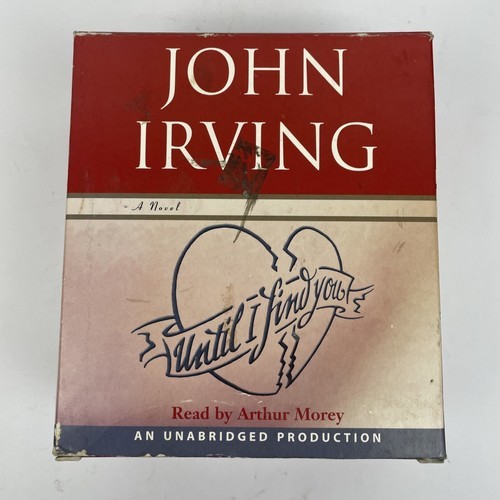 JOHN
IRVING
A Novel
Until I find you
Read by Arthur Morey
AN UNABRIDGED PRODUCTION